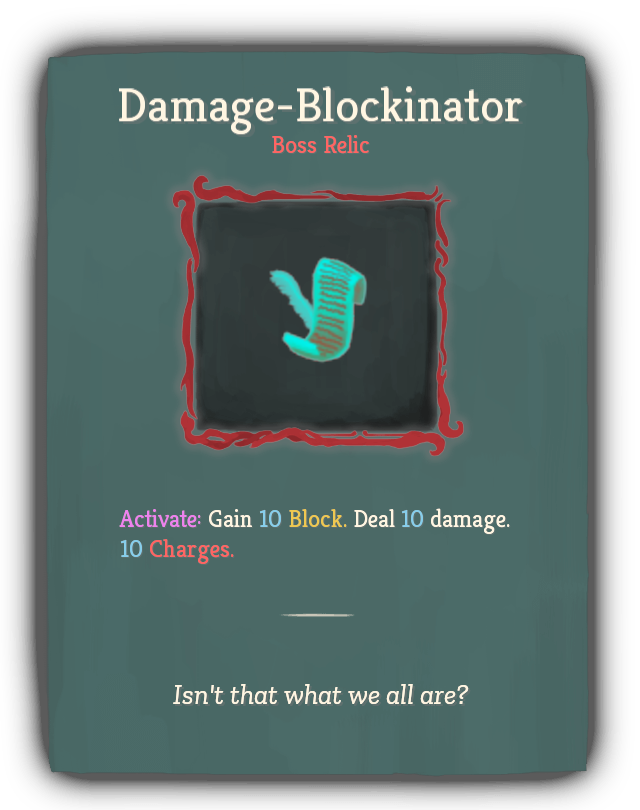 Damage-Blockinator
Boss Relic
Activate: Gain 10 Block. Deal 10 damage.
10 Charges.
Isn't that what we all are?